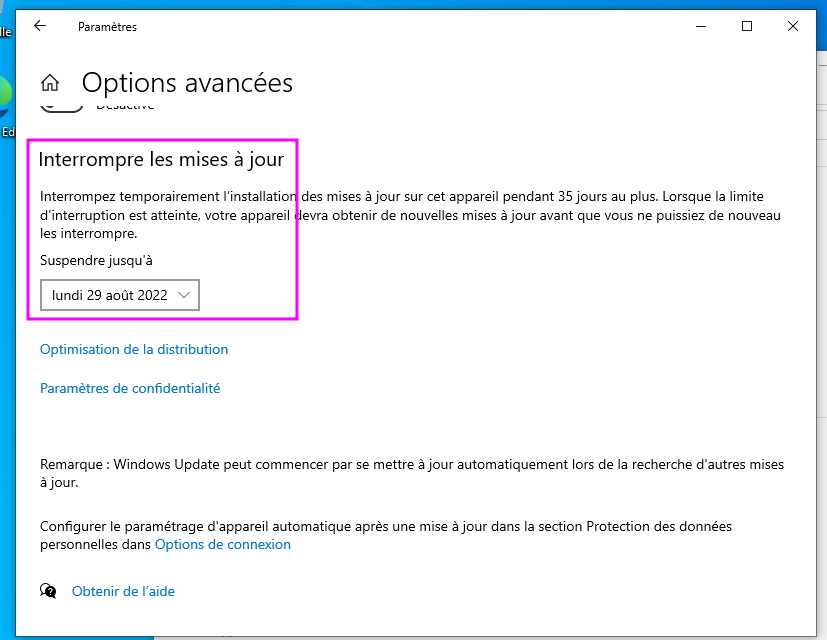 Paramètres
lle
Options avancées
Désactivé
Ed
Interrompre les mises à jour
Interrompez temporairement l'installation des mises à jour sur cet appareil pendant 35 jours au plus. Lorsque la limite
d'interruption est atteinte, votre appareil devra obtenir de nouvelles mises à jour avant que vous ne puissiez de nouveau
les interrompre.
Suspendre jusqu'à
lundi 29 août 2022
Optimisation de la distribution
Paramètres de confidentialité
Remarque : Windows Update peut commencer par se mettre à jour automatiquement lors de la recherche d'autres mises
à jour.
Configurer le paramétrage d'appareil automatique après une mise à jour dans la section Protection des données
personnelles dans Options de connexion
Obtenir de l'aide